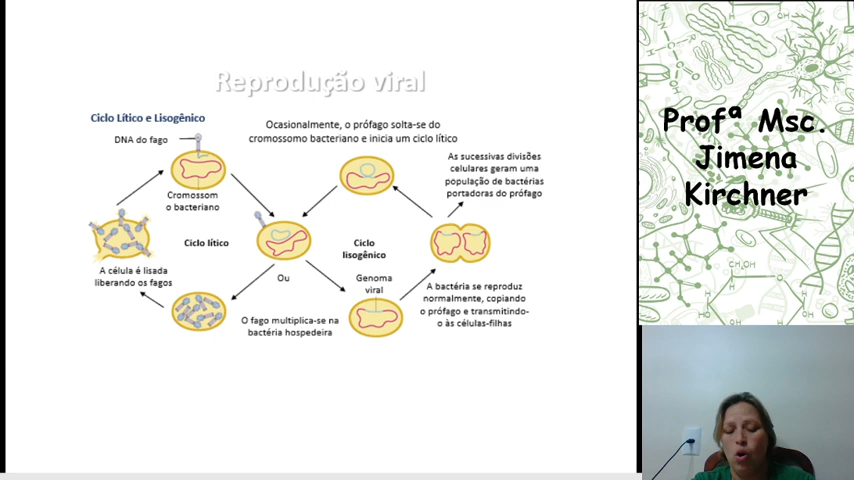 Reprodução viral
Ciclo Lítico e Lisogênico
DNA do fago
Cromossom
o bacteriano
Ocasionalmente, o prófago solta-se do
cromossomo bacteriano e inicia um ciclo lítico
As sucessivas divisões
celulares geram uma
população de bactérias
portadoras do prófago
Ciclo lítico
Ciclo
lisogênico
A célula é lisada
liberando os fagos
Ou
Genoma
viral
O fago multiplica-se na
bactéria hospedeira
A bactéria se reproduz
normalmente, copiando
o prófago e transmitindo-
o às células-filhas
Profª Msc.
Jimena
Kirchner
CH₂OH
OH
OH